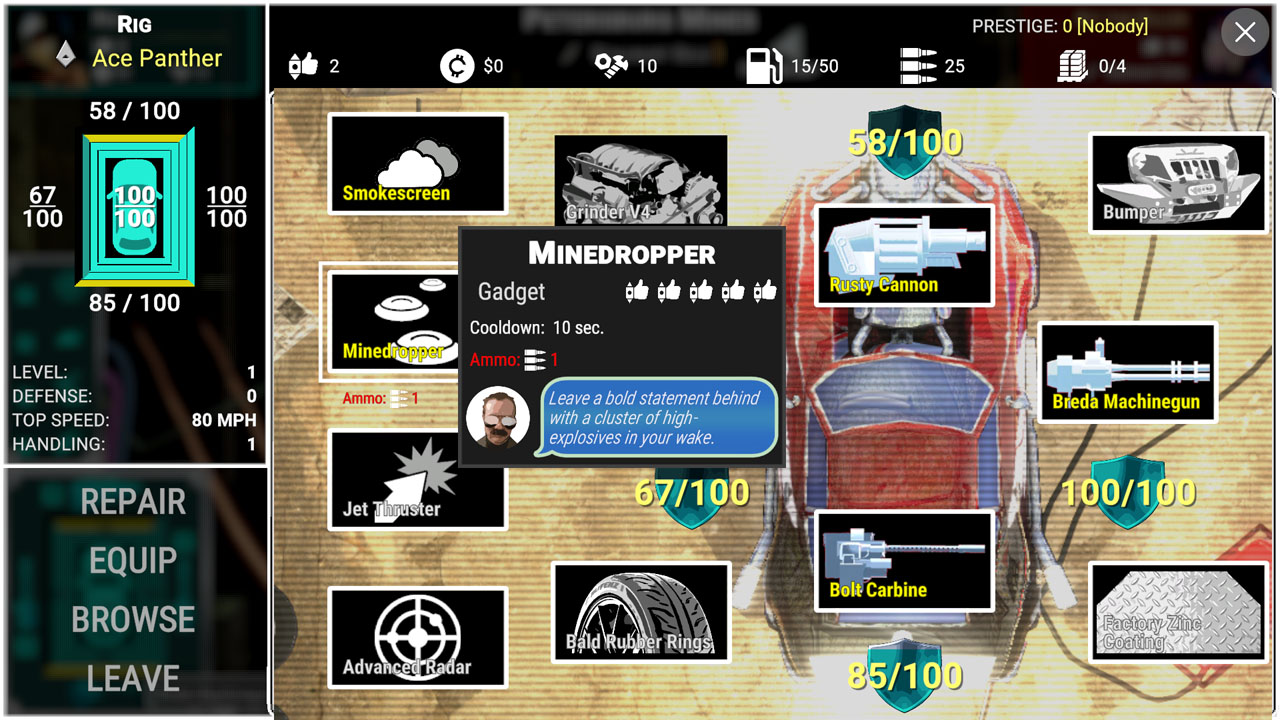 RIG
Ace Panther
58 / 100
67
100
100
100
100
100
85 / 100
LEVEL: 1
DEFENSE: 0
TOP SPEED: 80 MPH
HANDLING: 1
REPAIR
EQUIP
BROWSE
LEAVE
PRESTIGE: 0 [Nobody]
2
$0
10
15/50
25
0/4
Smokescreen
Grinder V4
58/100
Bumper
Rusty Cannon
Minedropper
Ammo: 1
MINEDROPPER
Gadget
Cooldown: 10 sec.
Ammo: 1
Leave a bold statement behind
with a cluster of high-
explosives in your wake.
Breda Machinegun
Jet Thruster
67/100
100/100
Bolt Carbine
Advanced Radar
Bald Rubber Rings
85/100
Factory Zinc
Coating